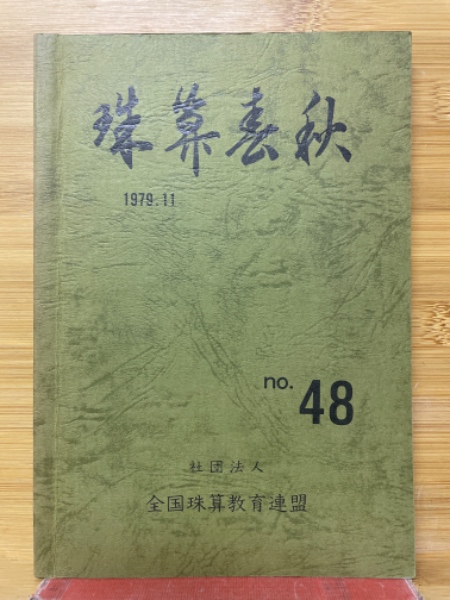 珠算春秋
1979.11
no. 48
社団法人
全国珠算教育連盟